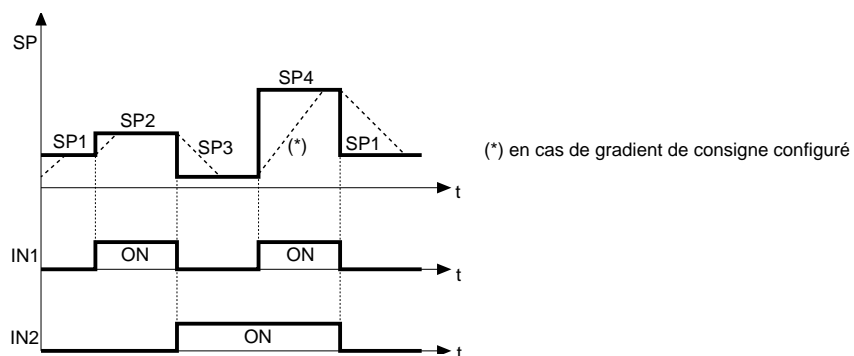 SP
SP4
SP2
SP1
SP3
(*)
SP1
(*) en cas de gradient de consigne configuré
t
IN1
ON
ON
t
IN2
ON
t